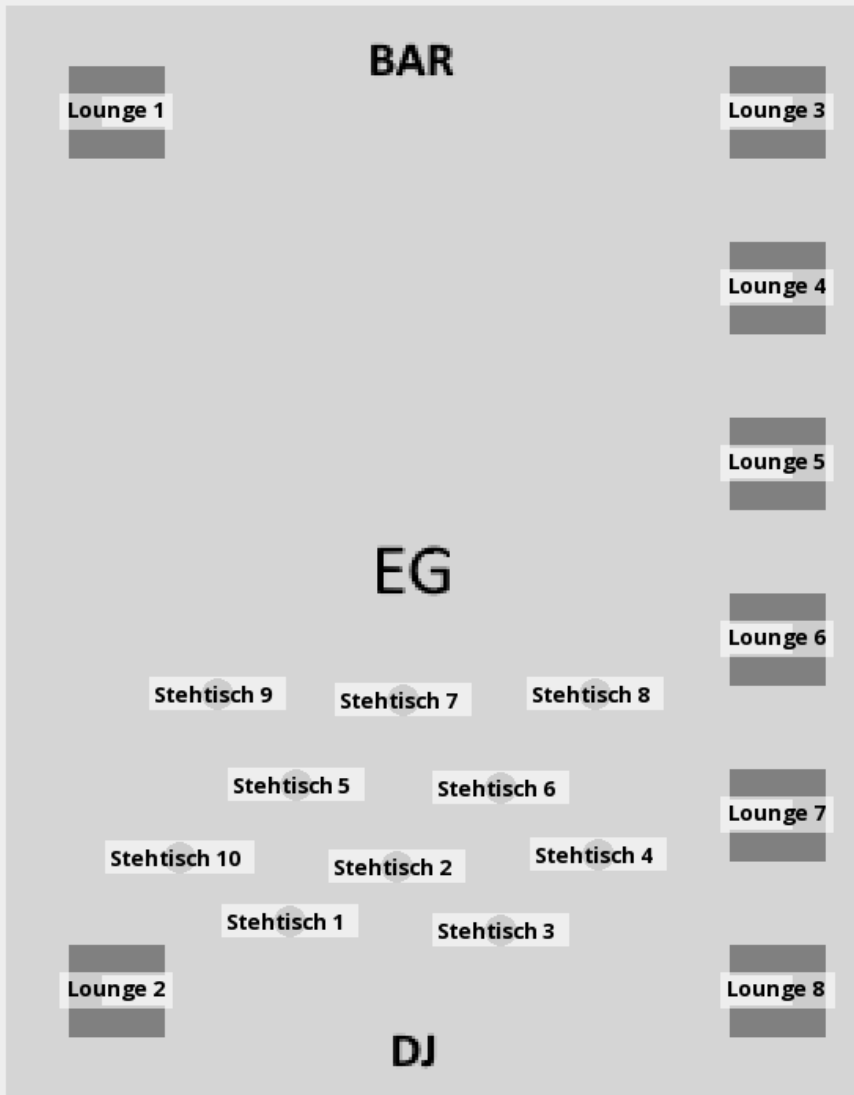 BAR
Lounge 1
Lounge 3
Lounge 4
Lounge 5
EG
Lounge 6
Stehtisch 9
Stehtisch 7
Stehtisch 8
Stehtisch 5
Stehtisch 6
Lounge 7
Stehtisch 10
Stehtisch 2
Stehtisch 4
Stehtisch 1
Stehtisch 3
Lounge 2
Lounge 8
DJ